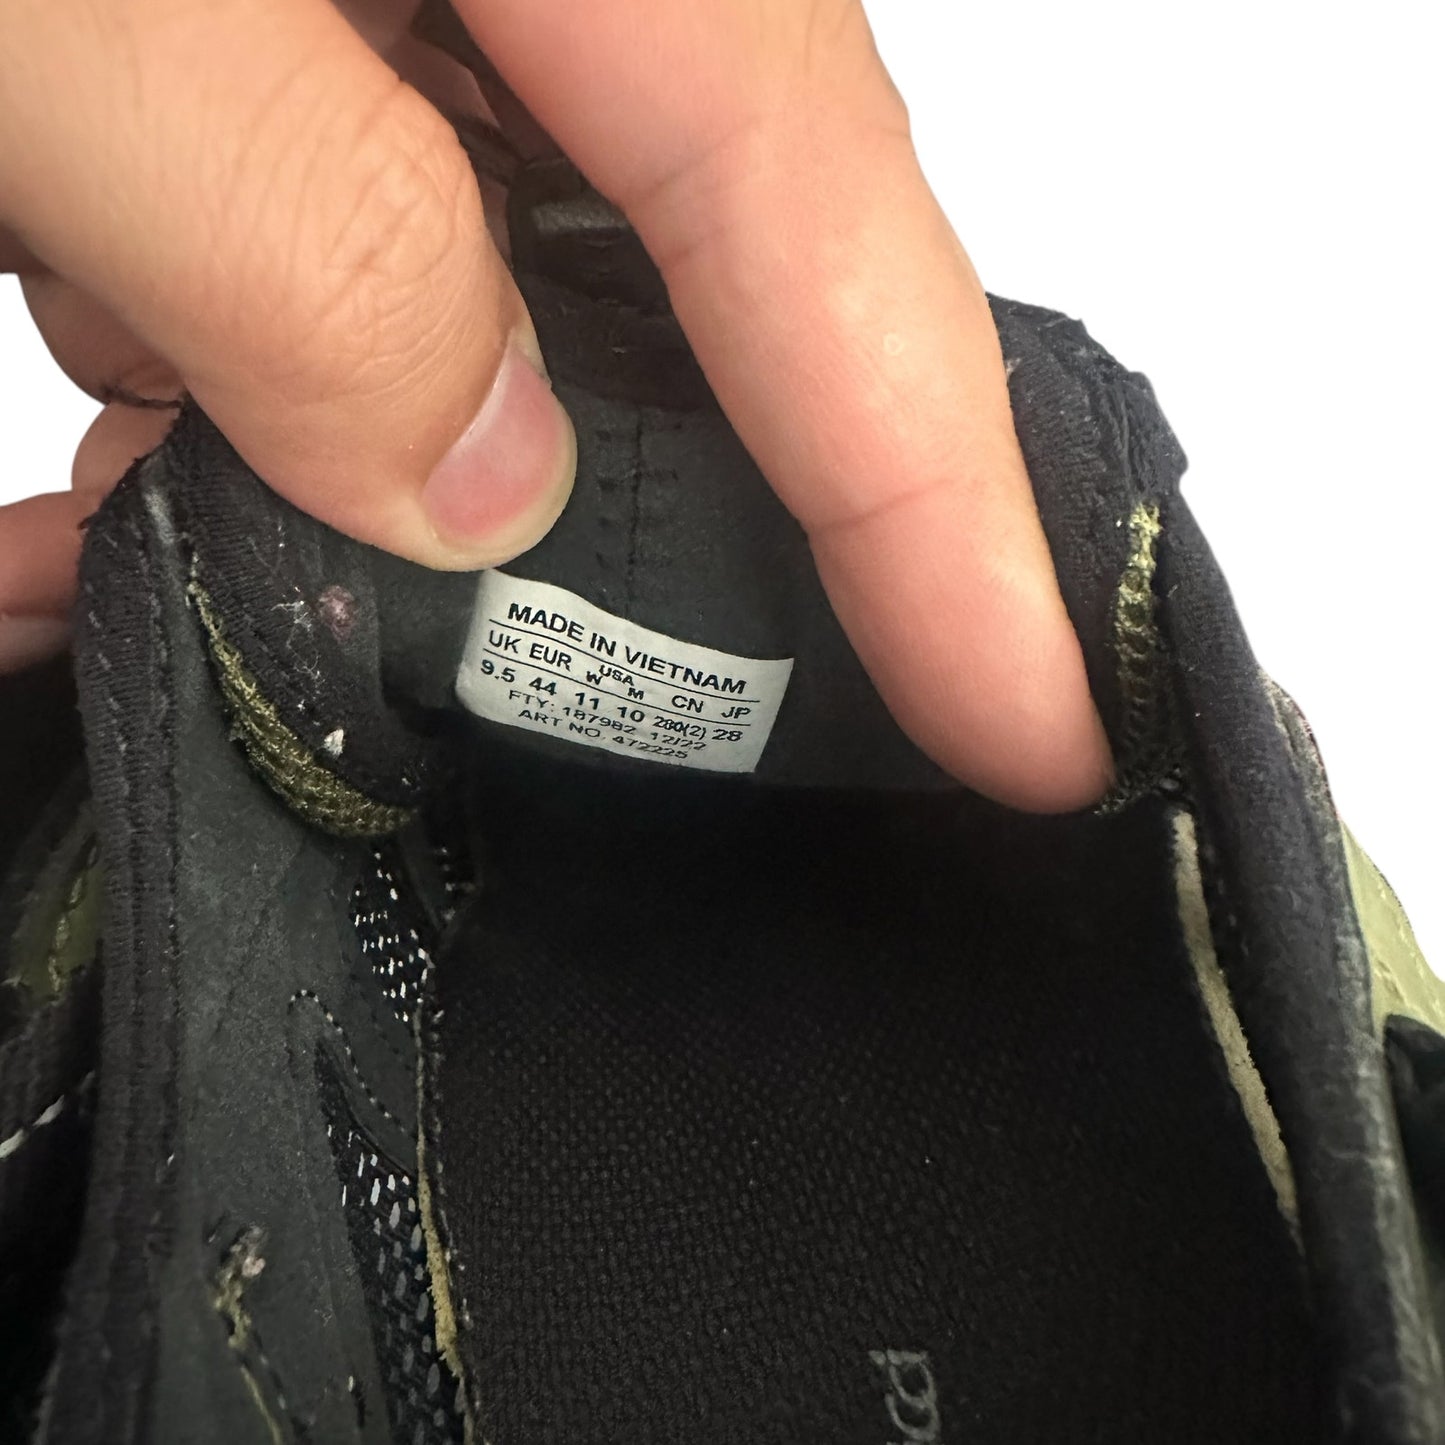 MADE IN VIETNAM
UK EUR USA CN JP
W M
9.5 44 11 10 280(2) 28
FTY: 187982 12/22
ART NO. 472225